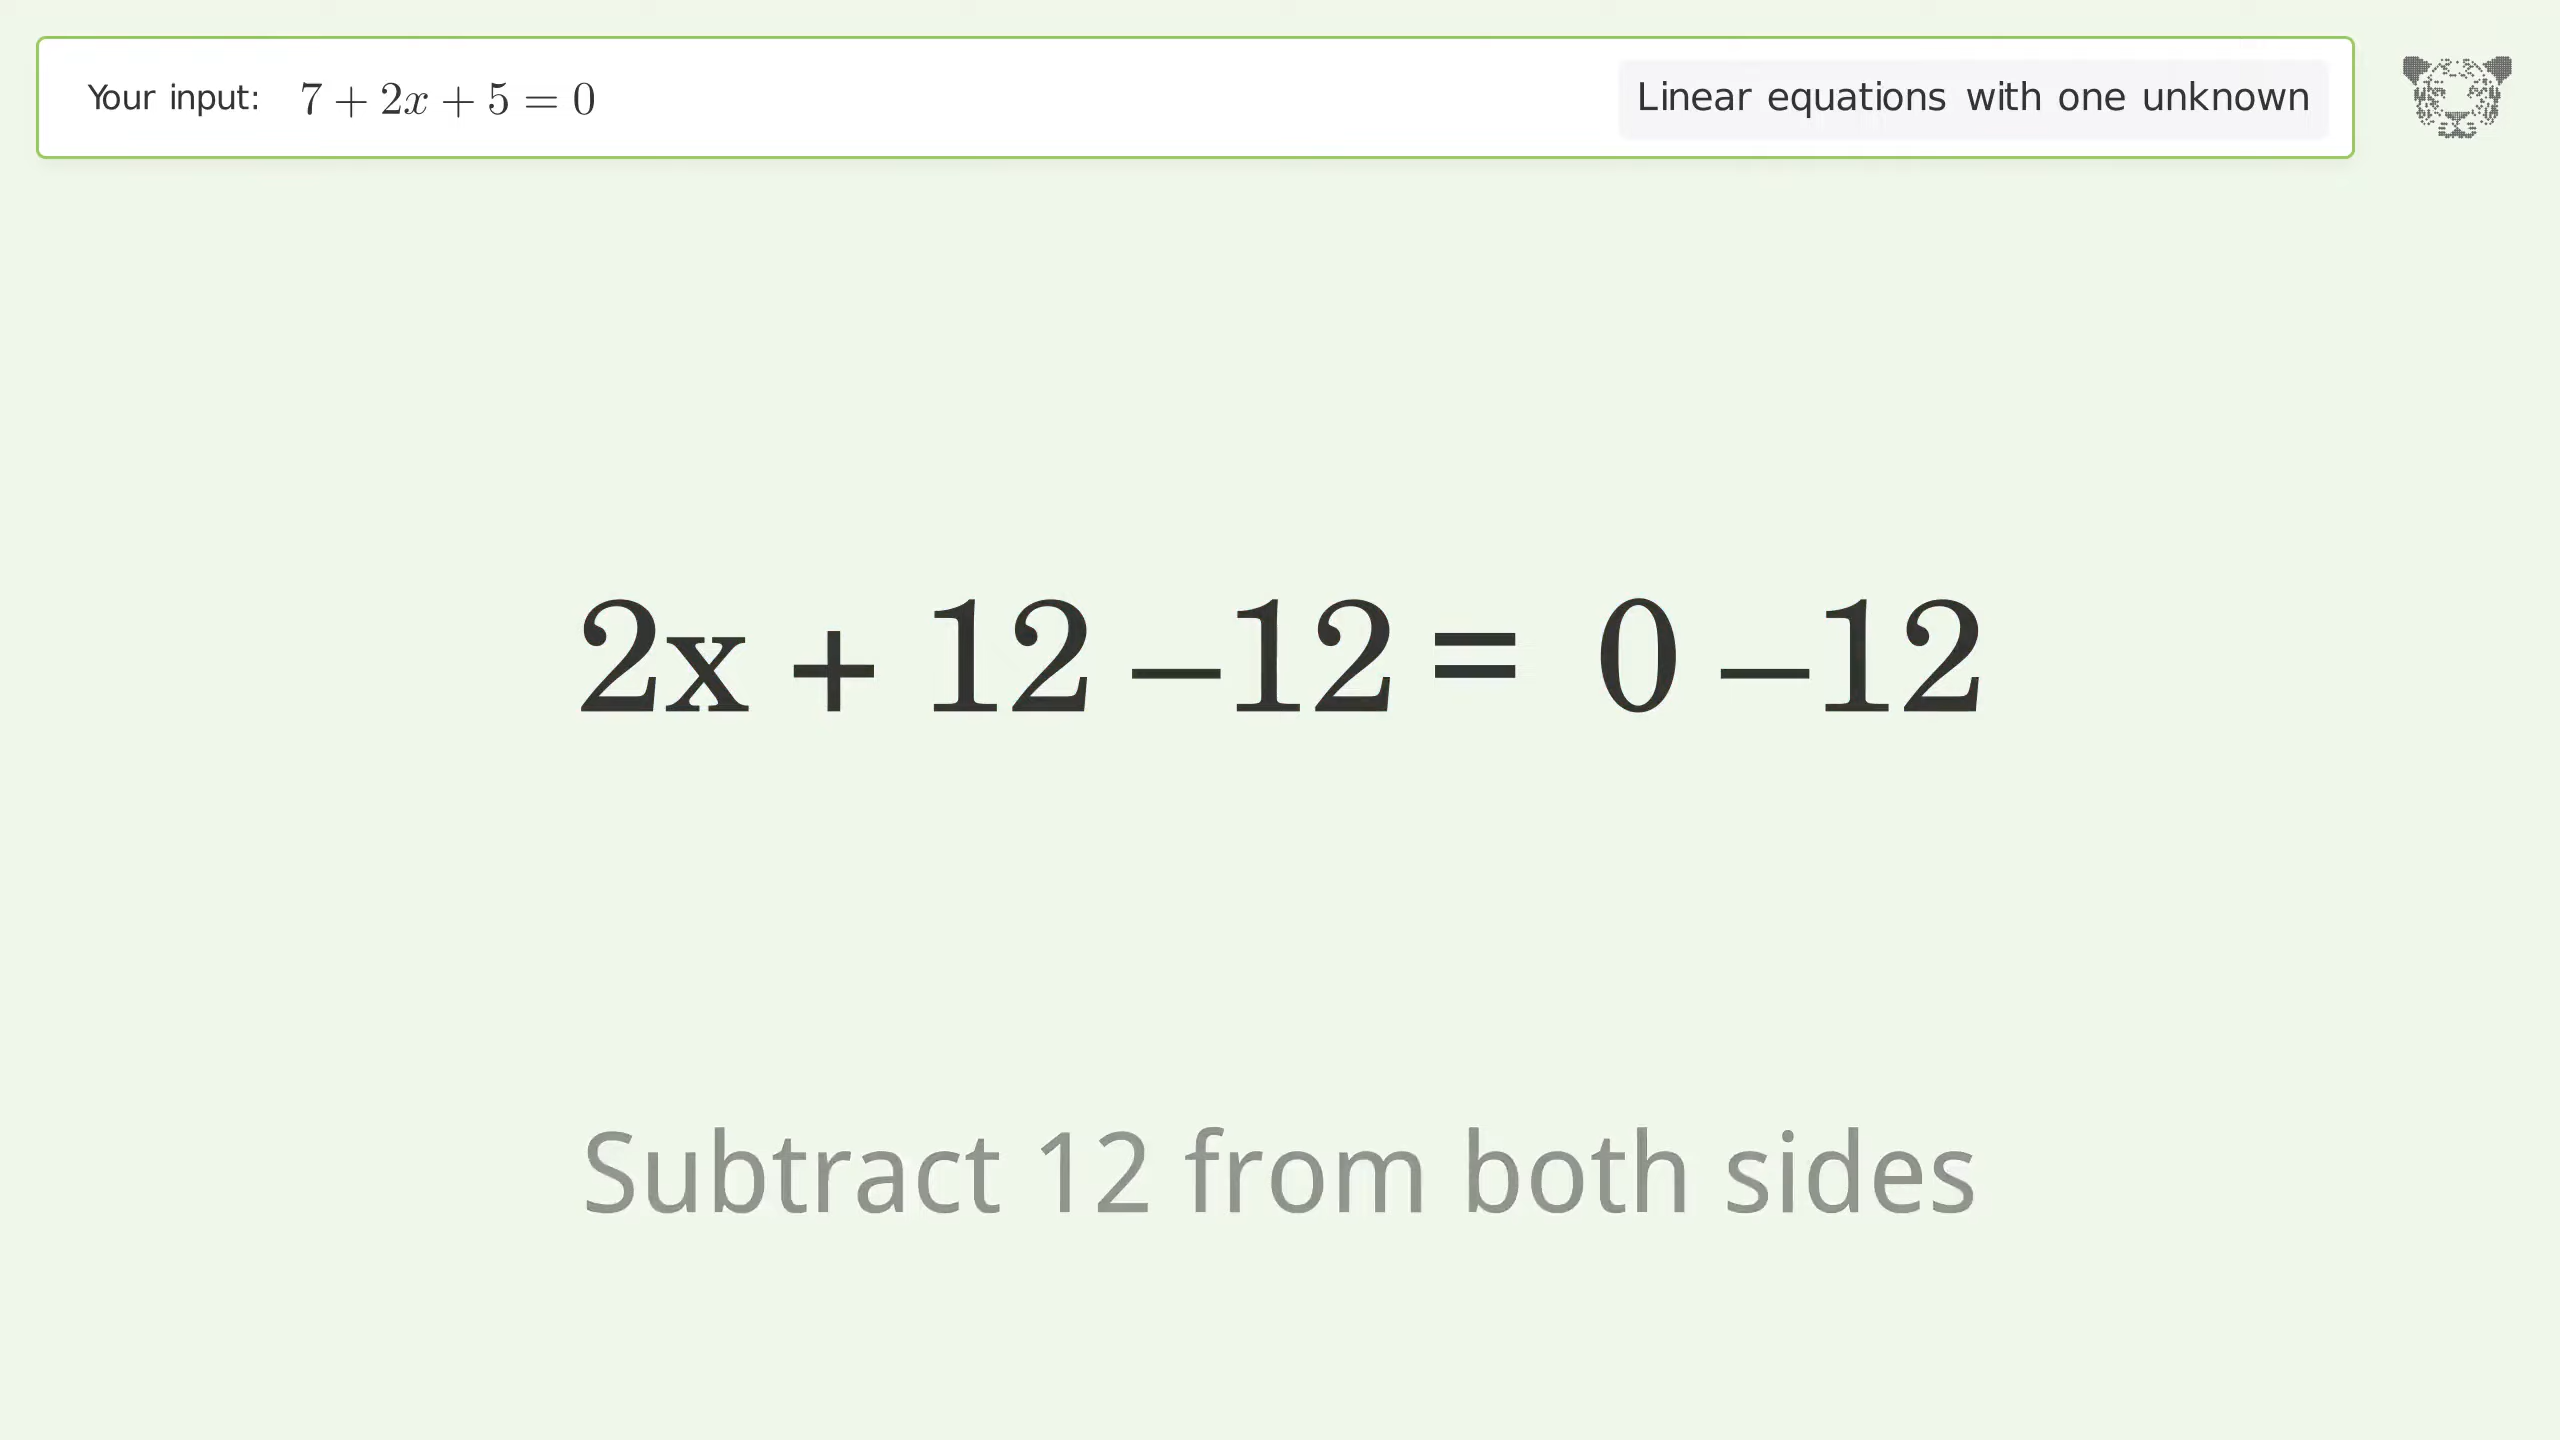 Your input: 7 + 2x + 5 = 0
Linear equations with one unknown
2x + 12 –12 = 0 –12
Subtract 12 from both sides